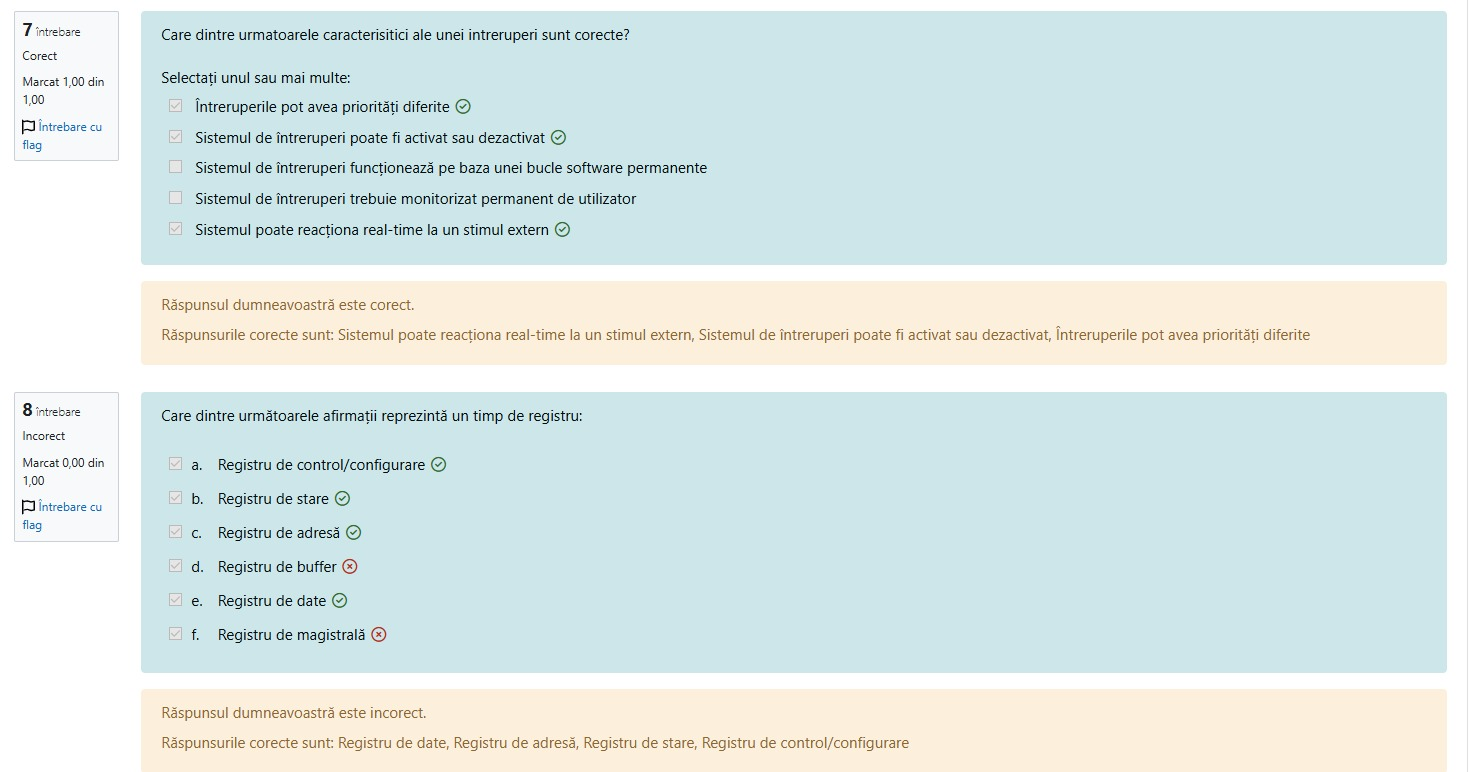 7 întrebare
Corect
Marcat 1,00 din
1,00
Întrebare cu
flag
Care dintre urmatoarele caracterisitici ale unei intreruperi sunt corecte?
Selectați unul sau mai multe:
Întreruperile pot avea priorități diferite
Sistemul de întreruperi poate fi activat sau dezactivat
Sistemul de întreruperi funcționează pe baza unei bucle software permanente
Sistemul de întreruperi trebuie monitorizat permanent de utilizator
Sistemul poate reacționa real-time la un stimul extern
Răspunsul dumneavoastră este corect.
Răspunsurile corecte sunt: Sistemul poate reacționa real-time la un stimul extern, Sistemul de întreruperi poate fi activat sau dezactivat, Întreruperile pot avea priorități diferite
8 întrebare
Incorect
Marcat 0,00 din
1,00
Întrebare cu
flag
Care dintre următoarele afirmații reprezintă un timp de registru:
a. Registru de control/configurare
b. Registru de stare
c. Registru de adresă
d. Registru de buffer
e. Registru de date
f. Registru de magistrală
Răspunsul dumneavoastră este incorect.
Răspunsurile corecte sunt: Registru de date, Registru de adresă, Registru de stare, Registru de control/configurare